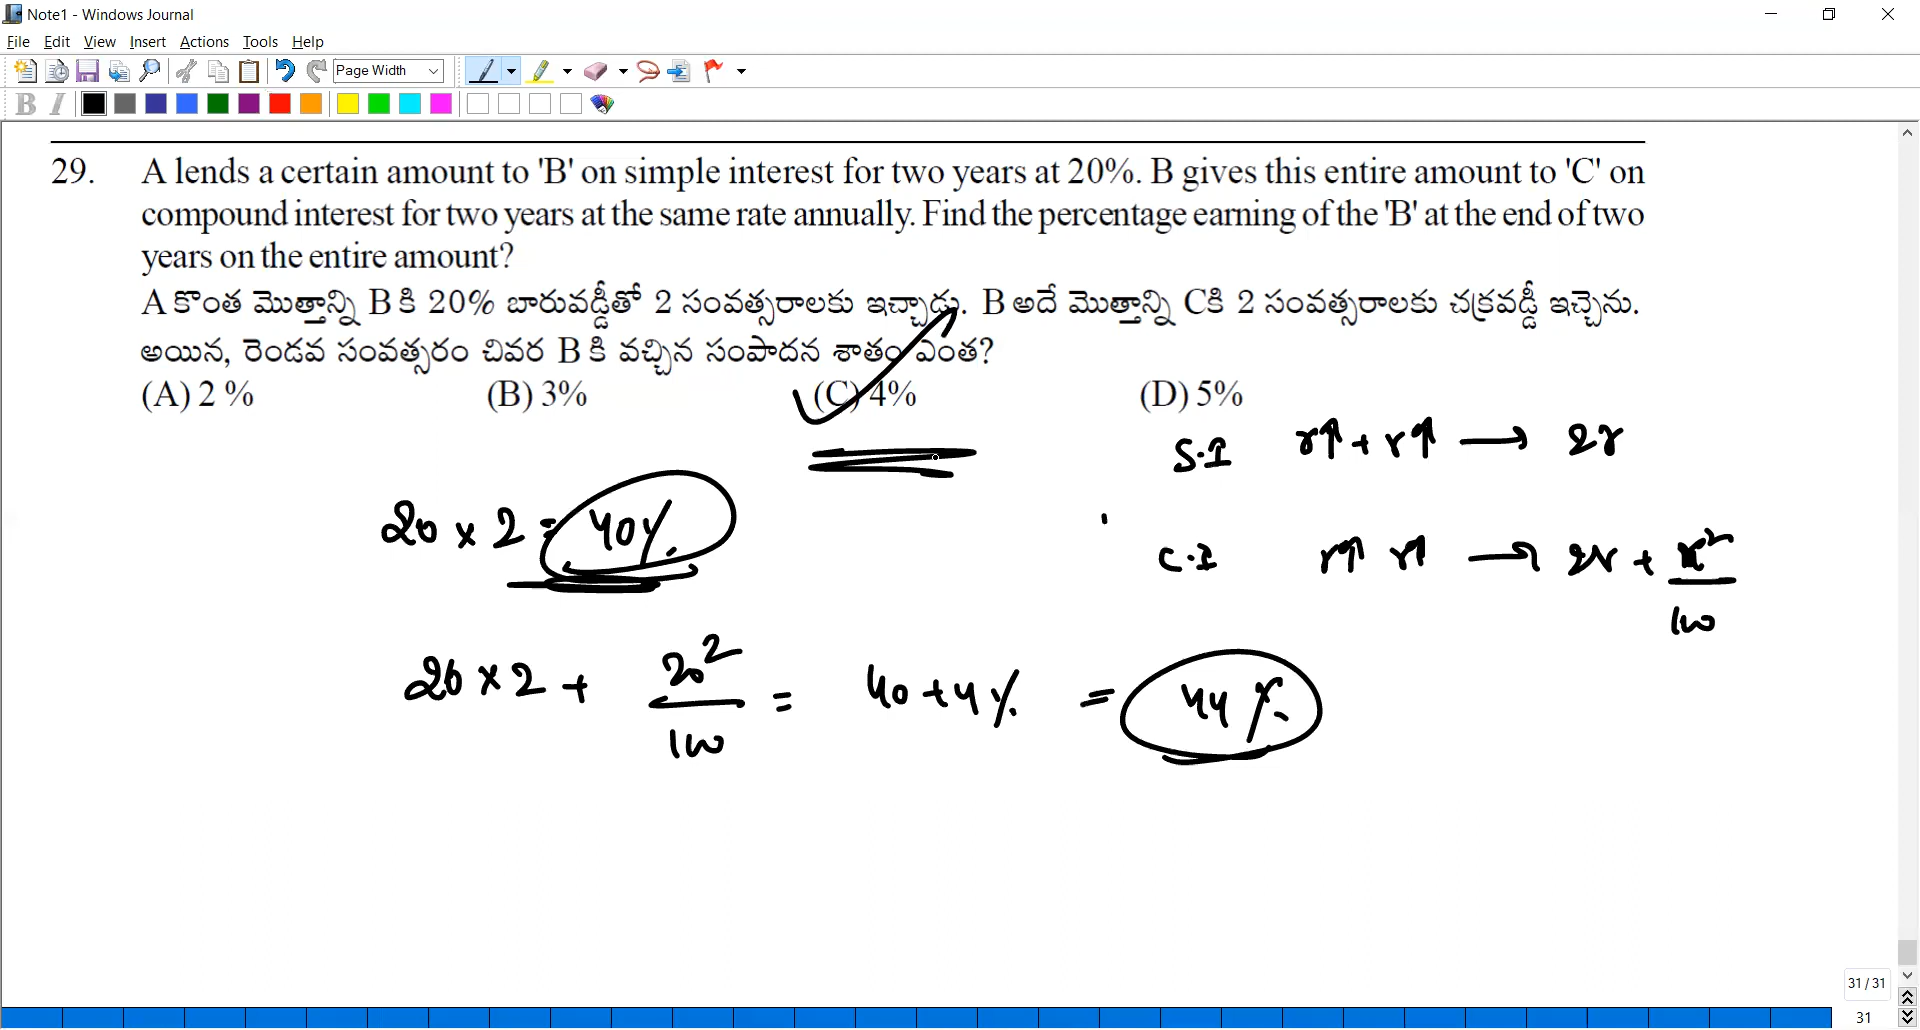 Note1 - Windows Journal
File Edit View Insert Actions Tools Help
Page Width
B I
29. A lends a certain amount to 'B' on simple interest for two years at 20%. B gives this entire amount to 'C' on
compound interest for two years at the same rate annually. Find the percentage earning of the 'B' at the end of two
years on the entire amount?
A కొంత మొత్తాన్ని B కి 20% బారువడ్డీతో 2 సంవత్సరాలకు ఇచ్చాడు. B అదే మొత్తాన్ని Cకి 2 సంవత్సరాలకు చక్రవడ్డీ ఇచ్చెను.
అయిన, రెండవ సంవత్సరం చివర B కి వచ్చిన సంపాదన శాతం ఎంత?
(A) 2 % (B) 3% (C) 4% (D) 5%
S.I r↑ + r↑ → 2r
20 × 2 = 40%
C.I r↑ r↑ → 2r + r²/100
20 × 2 + 20²/100 = 40 + 4% = 44%
31 / 31
31